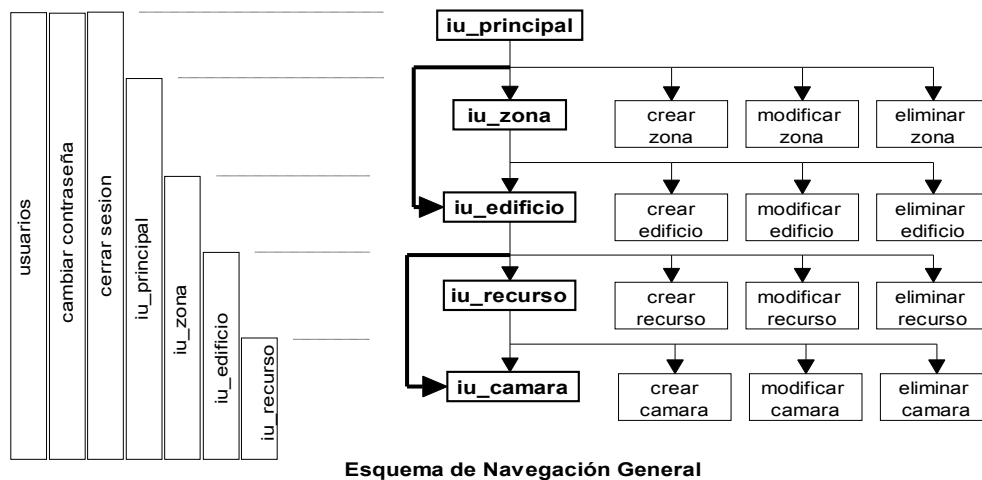 usuarios
cambiar contraseña
cerrar sesion
iu_principal
iu_zona
iu_edificio
iu_recurso
iu_principal
iu_zona
crear
zona
modificar
zona
eliminar
zona
iu_edificio
crear
edificio
modificar
edificio
eliminar
edificio
iu_recurso
crear
recurso
modificar
recurso
eliminar
recurso
iu_camara
crear
camara
modificar
camara
eliminar
camara
Esquema de Navegación General